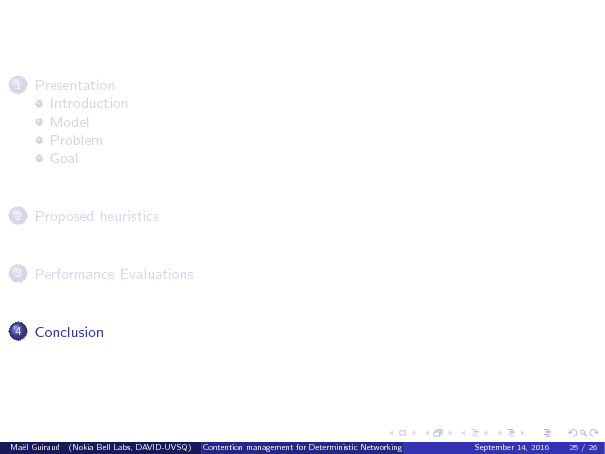 1 Presentation
Introduction
Model
Problem
Goal
2 Proposed heuristics
3 Performance Evaluations
4 Conclusion
Maël Guiraud (Nokia Bell Labs, DAVID-UVSQ) Contention management for Deterministic Networking September 14, 2016 25 / 26